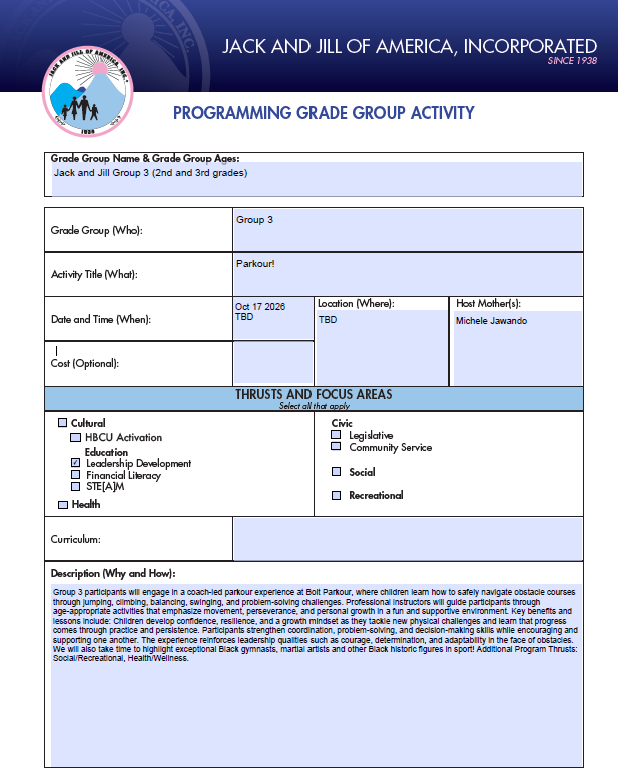 JACK AND JILL OF AMERICA, INCORPORATED
SINCE 1938
JACK AND JILL OF AMERICA, INC.
1938
PROGRAMMING GRADE GROUP ACTIVITY
Grade Group Name & Grade Group Ages:
Jack and Jill Group 3 (2nd and 3rd grades)
Grade Group (Who):
Group 3
Activity Title (What):
Parkour!
Date and Time (When):
Oct 17 2026
TBD
Location (Where):
TBD
Host Mother(s):
Michele Jawando
Cost (Optional):
THRUSTS AND FOCUS AREAS
Select all that apply
Cultural
HBCU Activation
Education
Leadership Development
Financial Literacy
STE[A]M
Health
Civic
Legislative
Community Service
Social
Recreational
Curriculum:
Description (Why and How):
Group 3 participants will engage in a coach-led parkour experience at Bolt Parkour, where children learn how to safely navigate obstacle courses
through jumping, climbing, balancing, swinging, and problem-solving challenges. Professional instructors will guide participants through
age-appropriate activities that emphasize movement, perseverance, and personal growth in a fun and supportive environment. Key benefits and
lessons include: Children develop confidence, resilience, and a growth mindset as they tackle new physical challenges and learn that progress
comes through practice and persistence. Participants strengthen coordination, problem-solving, and decision-making skills while encouraging and
supporting one another. The experience reinforces leadership qualities such as courage, determination, and adaptability in the face of obstacles.
We will also take time to highlight exceptional Black gymnasts, martial artists and other Black historic figures in sport! Additional Program Thrusts:
Social/Recreational, Health/Wellness.